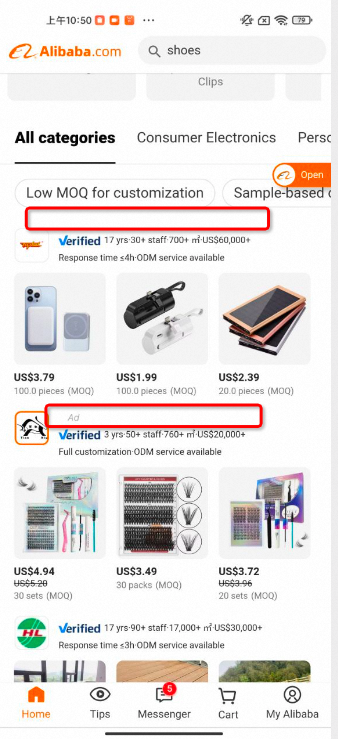 上午10:50
79
Alibaba.com
shoes
Clips
All categories
Consumer Electronics
Perso
Open
Low MOQ for customization
Sample-based c
Verified 17 yrs·30+ staff·700+ ㎡·US$60,000+
Response time ≤4h·ODM service available
US$3.79
US$1.99
US$2.39
100.0 pieces (MOQ)
100.0 pieces (MOQ)
20.0 pieces (MOQ)
Ad
Verified 3 yrs·50+ staff·760+ ㎡·US$20,000+
Full customization·ODM service available
US$4.94
US$3.49
US$3.72
US$5.20
30 packs (MOQ)
US$3.96
30 sets (MOQ)
20 sets (MOQ)
HL
Verified 17 yrs·90+ staff·17,000+ ㎡·US$30,000+
Response time ≤3h·ODM service available
5
Home
Tips
Messenger
Cart
My Alibaba